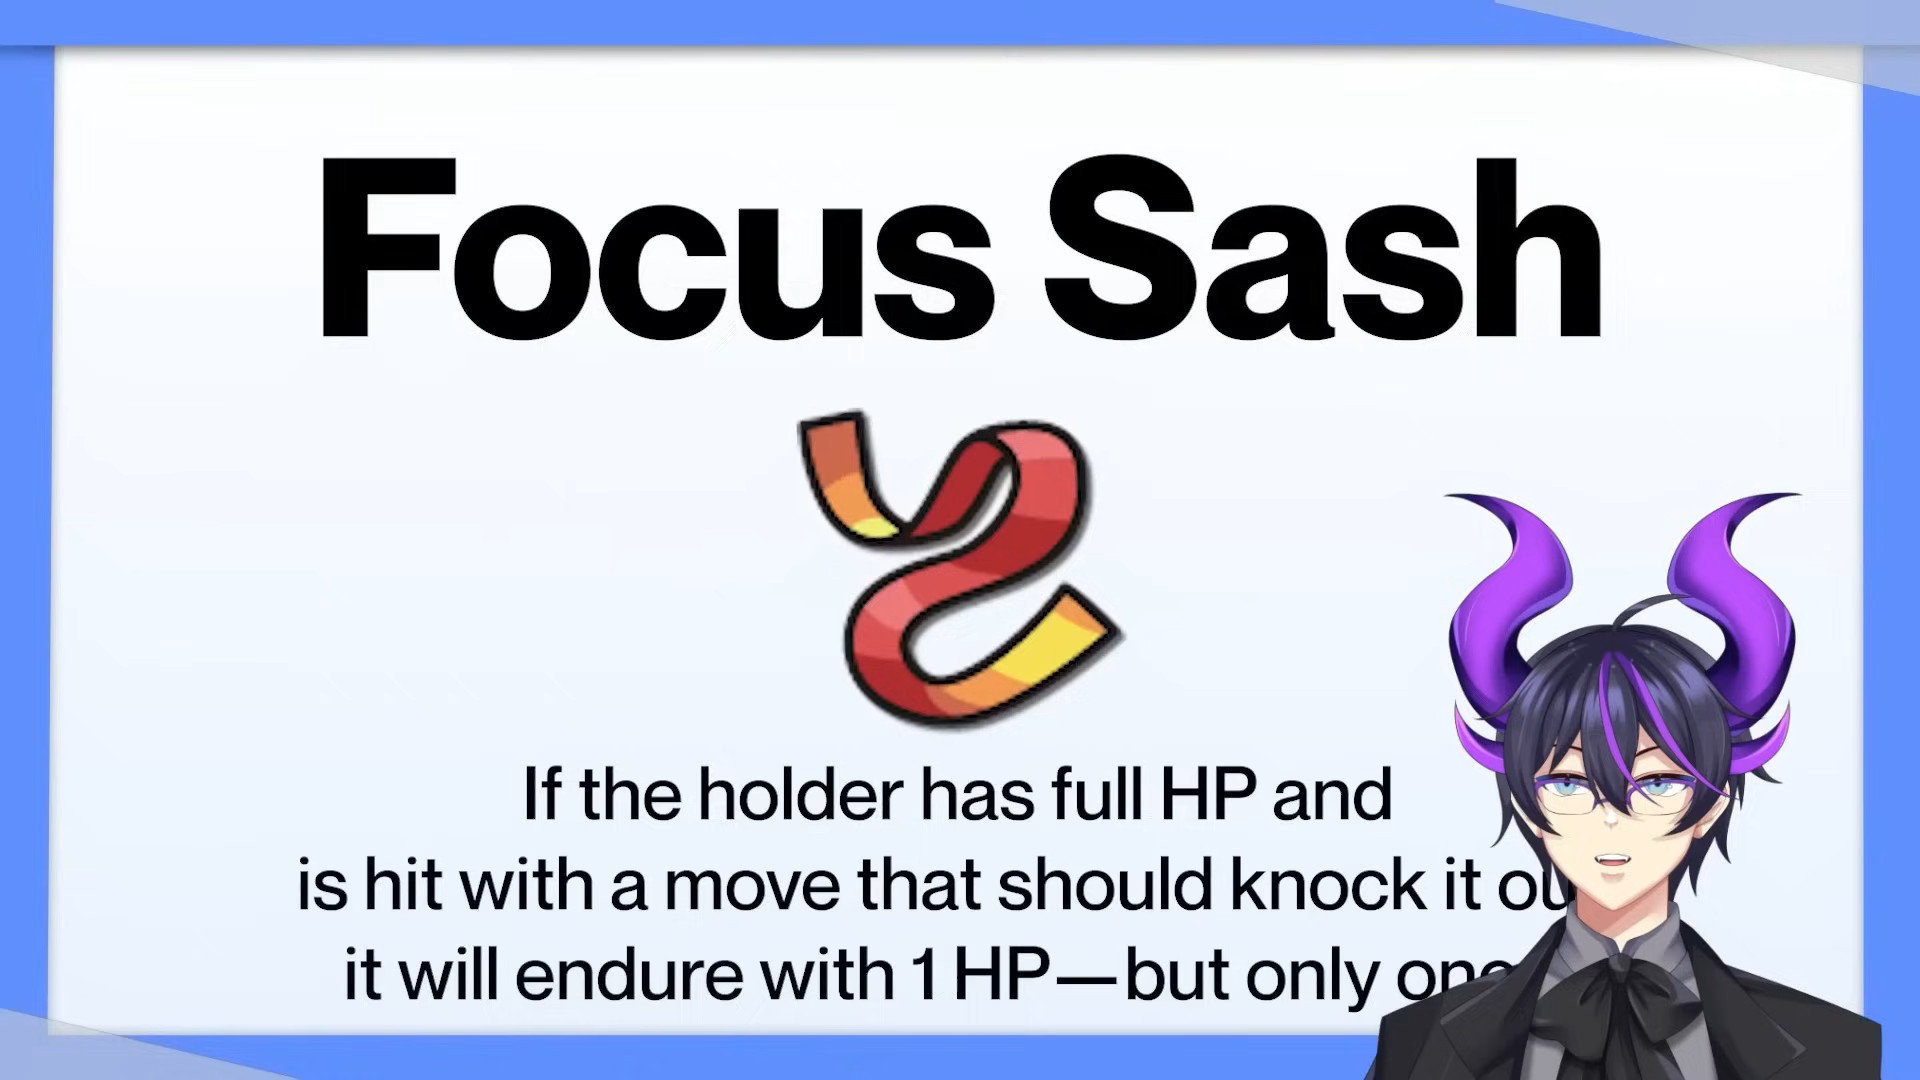 Focus Sash
If the holder has full HP and
is hit with a move that should knock it
it will endure with 1 HP—but only